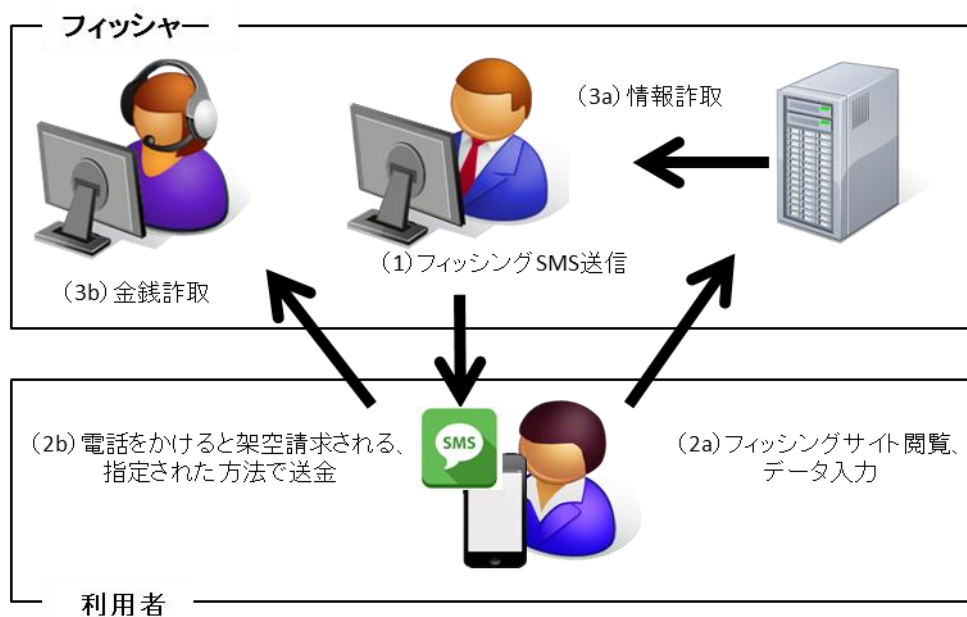 フィッシャー
(3a)情報詐取
(1)フィッシングSMS送信
(3b)金銭詐取
(2b)電話をかけると架空請求される、
指定された方法で送金
SMS
(2a)フィッシングサイト閲覧、
データ入力
利用者